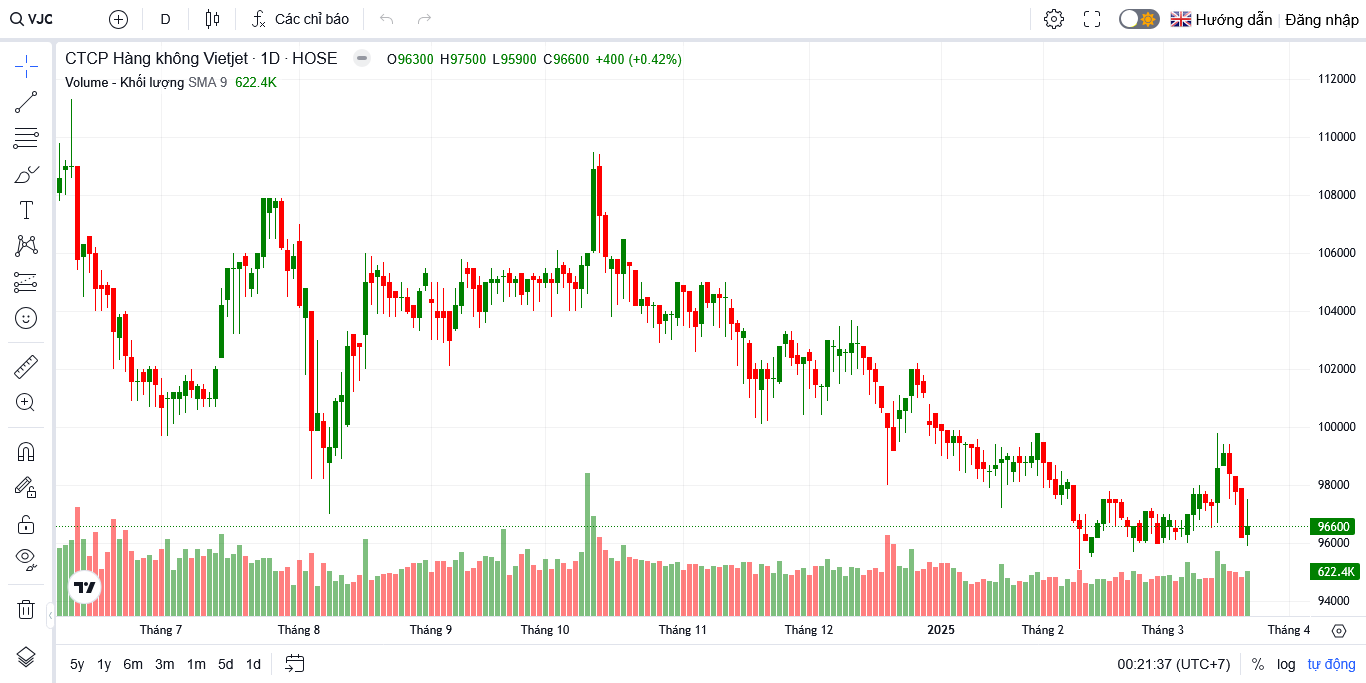 VJC D Các chỉ báo Hướng dẫn Đăng nhập
CTCP Hàng không Vietjet · 1D · HOSE O96300 H97500 L95900 C96600 +400 (+0.42%)
Volume - Khối lượng SMA 9 622.4K
112000
110000
108000
106000
104000
102000
100000
98000
96600
96000
622.4K
94000
Tháng 7 Tháng 8 Tháng 9 Tháng 10 Tháng 11 Tháng 12 2025 Tháng 2 Tháng 3 Tháng 4
5y 1y 6m 3m 1m 5d 1d 00:21:37 (UTC+7) % log tự động